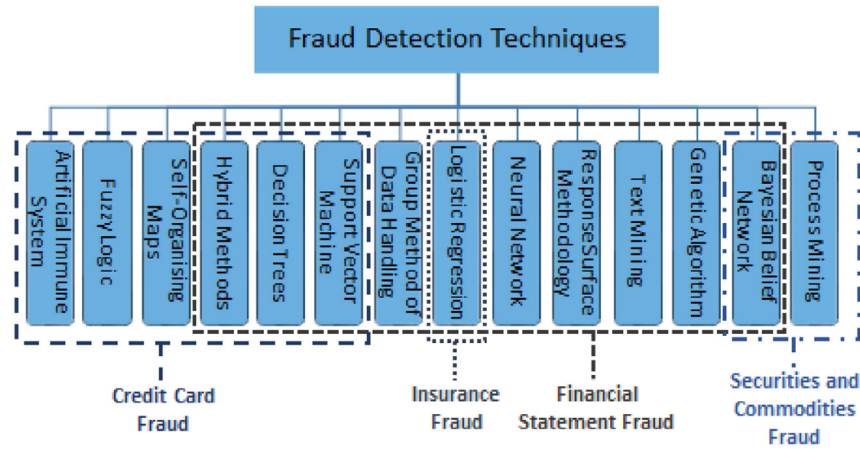 Fraud Detection Techniques
Artificial Immune
System
Fuzzy Logic
Self-Organising
Maps
Hybrid Methods
Decision Trees
Support Vector
Machine
Group Method of
Data Handling
Logistic Regression
Neural Network
Response Surface
Methodology
Text Mining
Genetic Algorithm
Bayesian Belief
Network
Process Mining
Credit Card
Fraud
Insurance
Fraud
Financial
Statement Fraud
Securities and
Commodities
Fraud